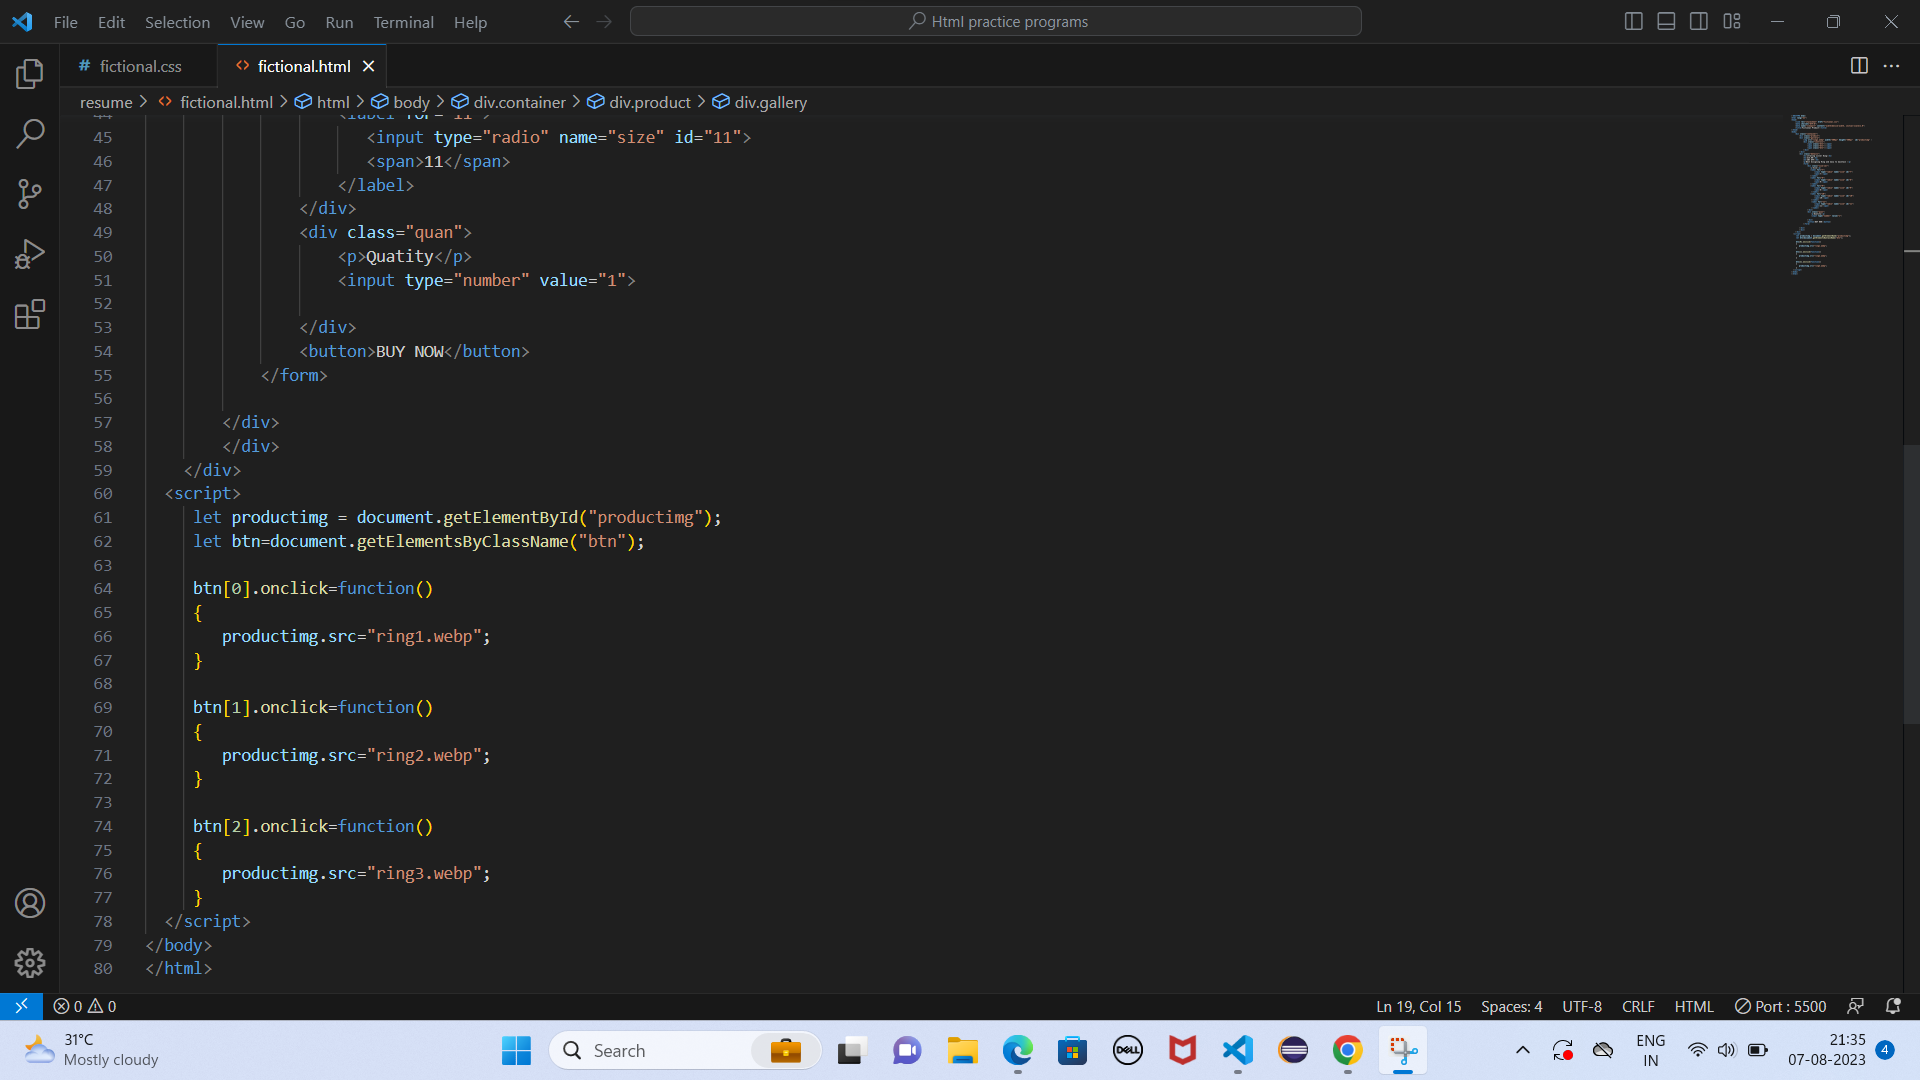 File Edit Selection View Go Run Terminal Help
Html practice programs
# fictional.css
<> fictional.html
resume > <> fictional.html > html > body > div.container > div.product > div.gallery
44 <label for="11">
45 <input type="radio" name="size" id="11">
46 <span>11</span>
47 </label>
48 </div>
49 <div class="quan">
50 <p>Quatity</p>
51 <input type="number" value="1">
52
53 </div>
54 <button>BUY NOW</button>
55 </form>
56
57 </div>
58 </div>
59 </div>
60 <script>
61 let productimg = document.getElementById("productimg");
62 let btn=document.getElementsByClassName("btn");
63
64 btn[0].onclick=function()
65 {
66 productimg.src="ring1.webp";
67 }
68
69 btn[1].onclick=function()
70 {
71 productimg.src="ring2.webp";
72 }
73
74 btn[2].onclick=function()
75 {
76 productimg.src="ring3.webp";
77 }
78 </script>
79 </body>
80 </html>
0 0
Ln 19, Col 15 Spaces: 4 UTF-8 CRLF HTML Port : 5500
31°C
Mostly cloudy
Search
DELL
ENG
IN
21:35
07-08-2023
4